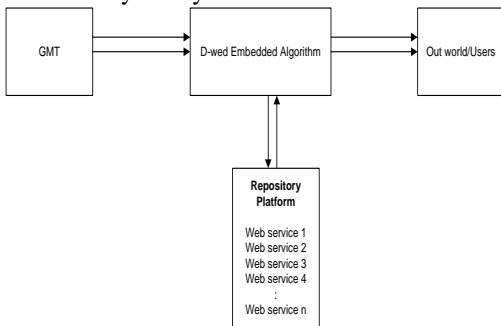 GMT
D-wed Embedded Algorithm
Out world/Users
Repository
Platform
Web service 1
Web service 2
Web service 3
Web service 4
:
Web service n